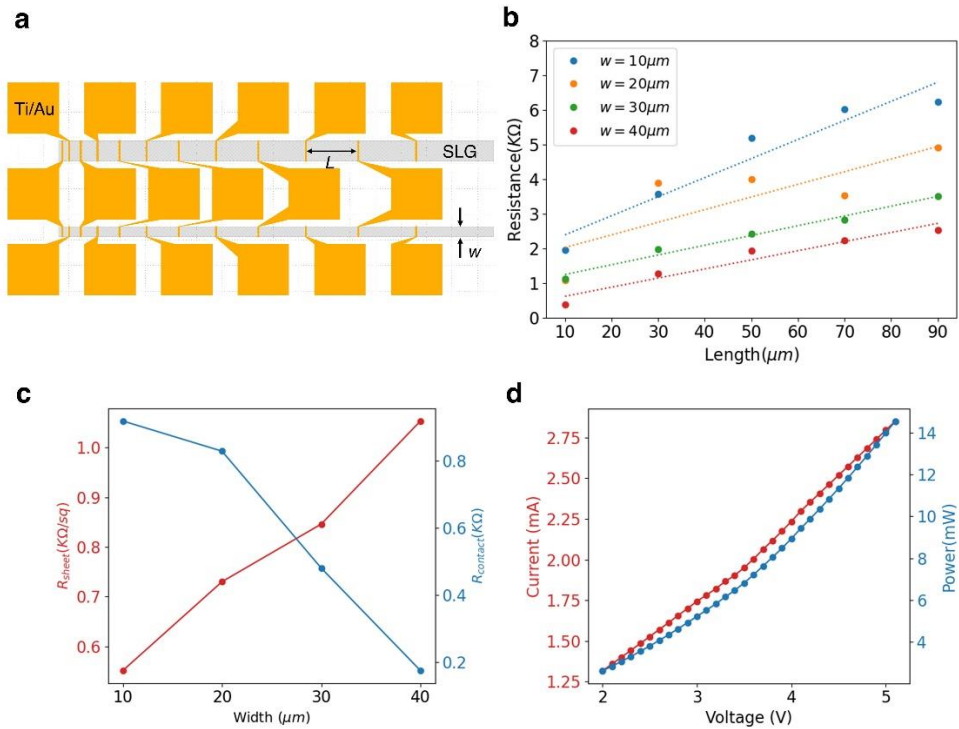 a
Ti/Au
SLG
L
w
b
8
7
6
5
4
3
2
1
0
Resistance(KΩ)
w = 10μm
w = 20μm
w = 30μm
w = 40μm
10 20 30 40 50 60 70 80 90
Length(μm)
c
1.0
0.9
0.8
0.7
0.6
R_sheet(KΩ/sq)
0.8
0.6
0.4
0.2
R_contact(KΩ)
10 20 30 40
Width (μm)
d
2.75
2.50
2.25
2.00
1.75
1.50
1.25
Current (mA)
14
12
10
8
6
4
Power(mW)
2 3 4 5
Voltage (V)